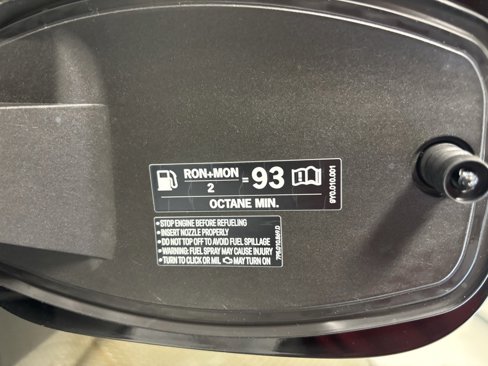 RON+MON
2
=93
OCTANE MIN.
9Y0.010.001
•STOP ENGINE BEFORE REFUELING
•INSERT NOZZLE PROPERLY
•DO NOT TOP OFF TO AVOID FUEL SPILLAGE
•WARNING: FUEL SPRAY MAY CAUSE INJURY
•TURN TO CLICK OR MIL MAY TURN ON